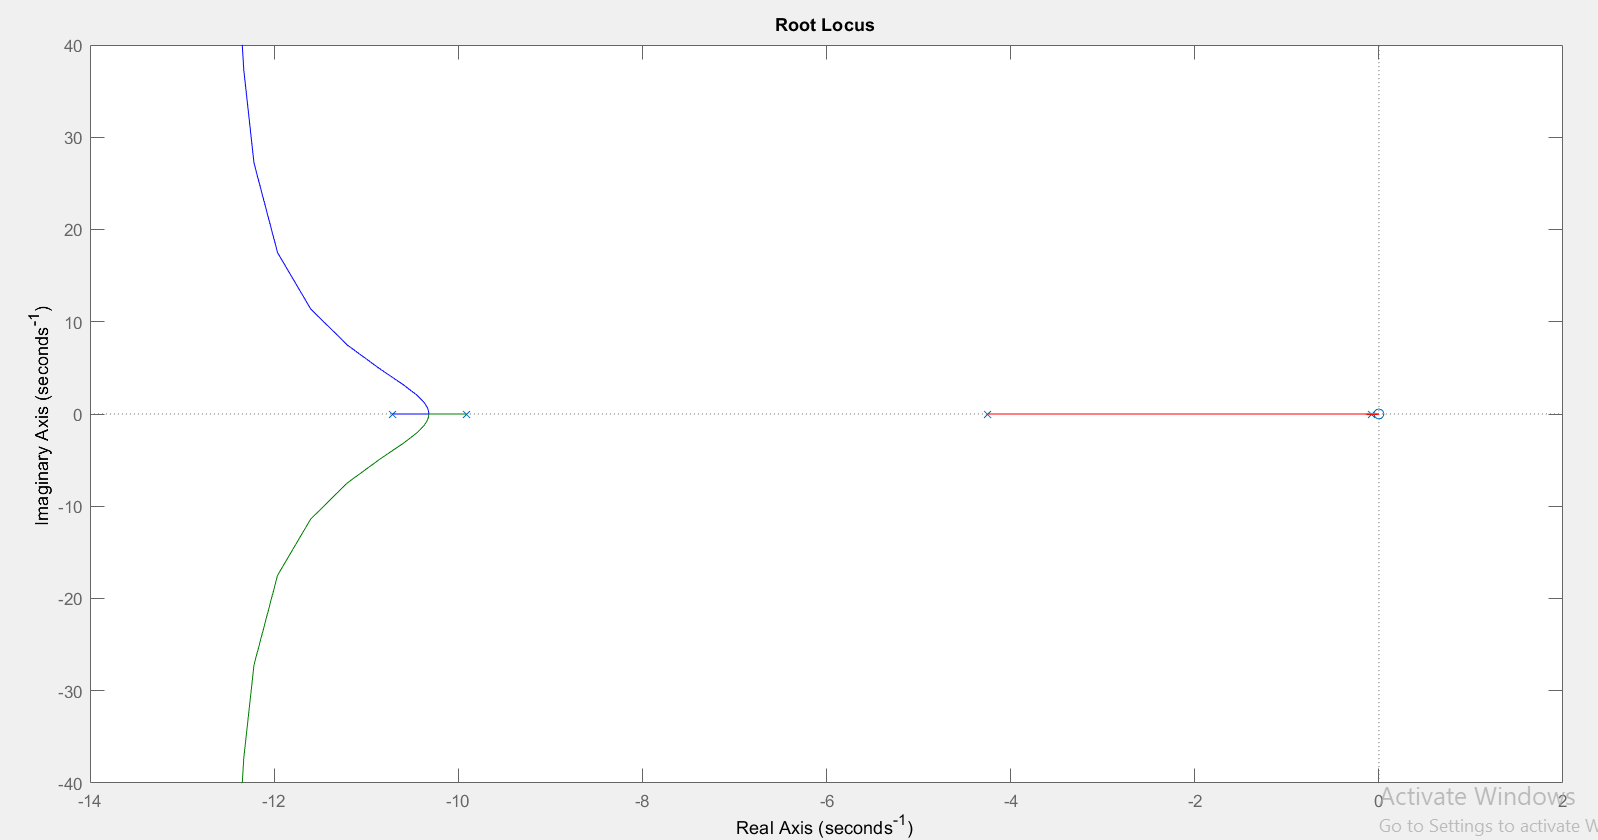 Root Locus
40
30
20
10
0
-10
-20
-30
-40
Imaginary Axis (seconds⁻¹)
-14 -12 -10 -8 -6 -4 -2 0 2
Real Axis (seconds⁻¹)
Activate Windows
Go to Settings to activate W